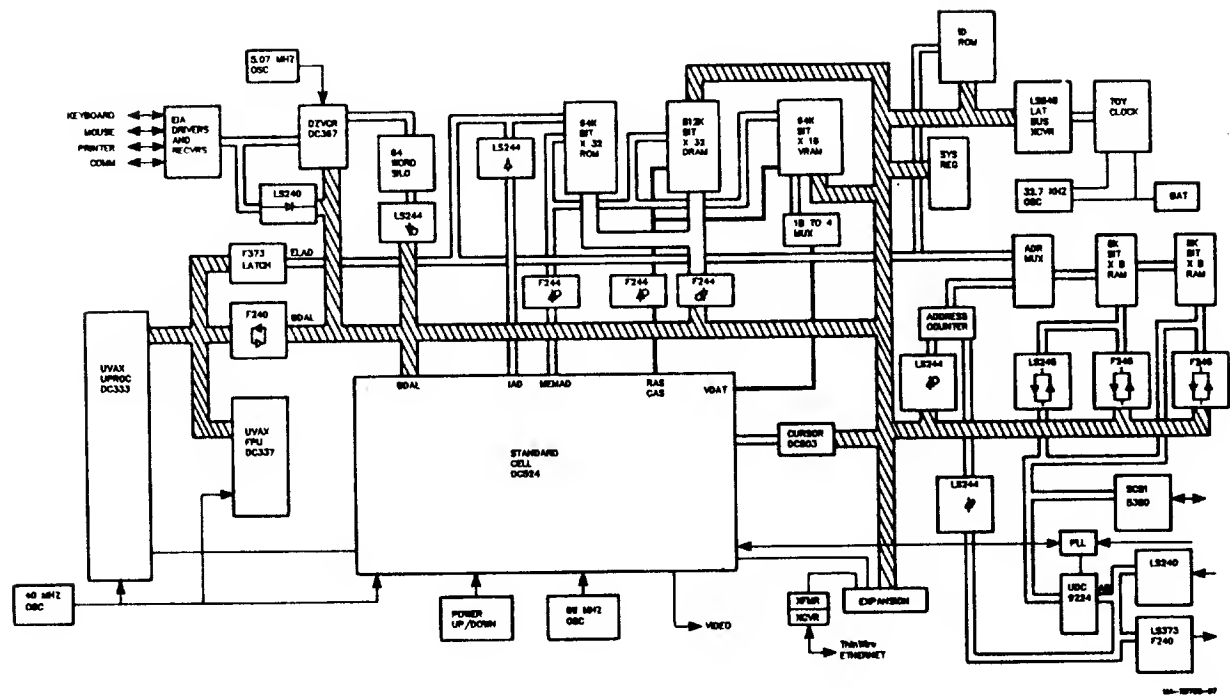 5.07 MHZ
OSC
KEYBOARD
MOUSE
PRINTER
COMM
EIA
DRIVERS
AND
RECVRS
DZVCR
DC367
64
WORD
SILO
LS240
LS244
LS244
64K
BIT
X 32
ROM
512K
BIT
X 32
DRAM
64K
BIT
X 16
VRAM
ID
ROM
LS646
LAT
BUS
XCVR
TOY
CLOCK
SYS
REG
32.7 KHZ
OSC
BAT
16 TO 4
MUX
F373
LATCH
ELAD
F244
F244
F244
ADR
MUX
8K
BIT
X 8
RAM
8K
BIT
X 8
RAM
F240
BDAL
ADDRESS
COUNTER
UVAX
UPROC
DC333
BDAL
IAD
MEMAD
RAS
CAS
VDAT
LS244
LS245
F245
F245
UVAX
FPU
DC337
STANDARD
CELL
DC524
CURSOR
DC503
LS244
SCSI
5380
PLL
UDC
9224
AB
LS240
LS373
F240
40 MHZ
OSC
POWER
UP/DOWN
69 MHZ
OSC
VIDEO
XFMR
XCVR
EXPANSION
ThinWire
ETHERNET